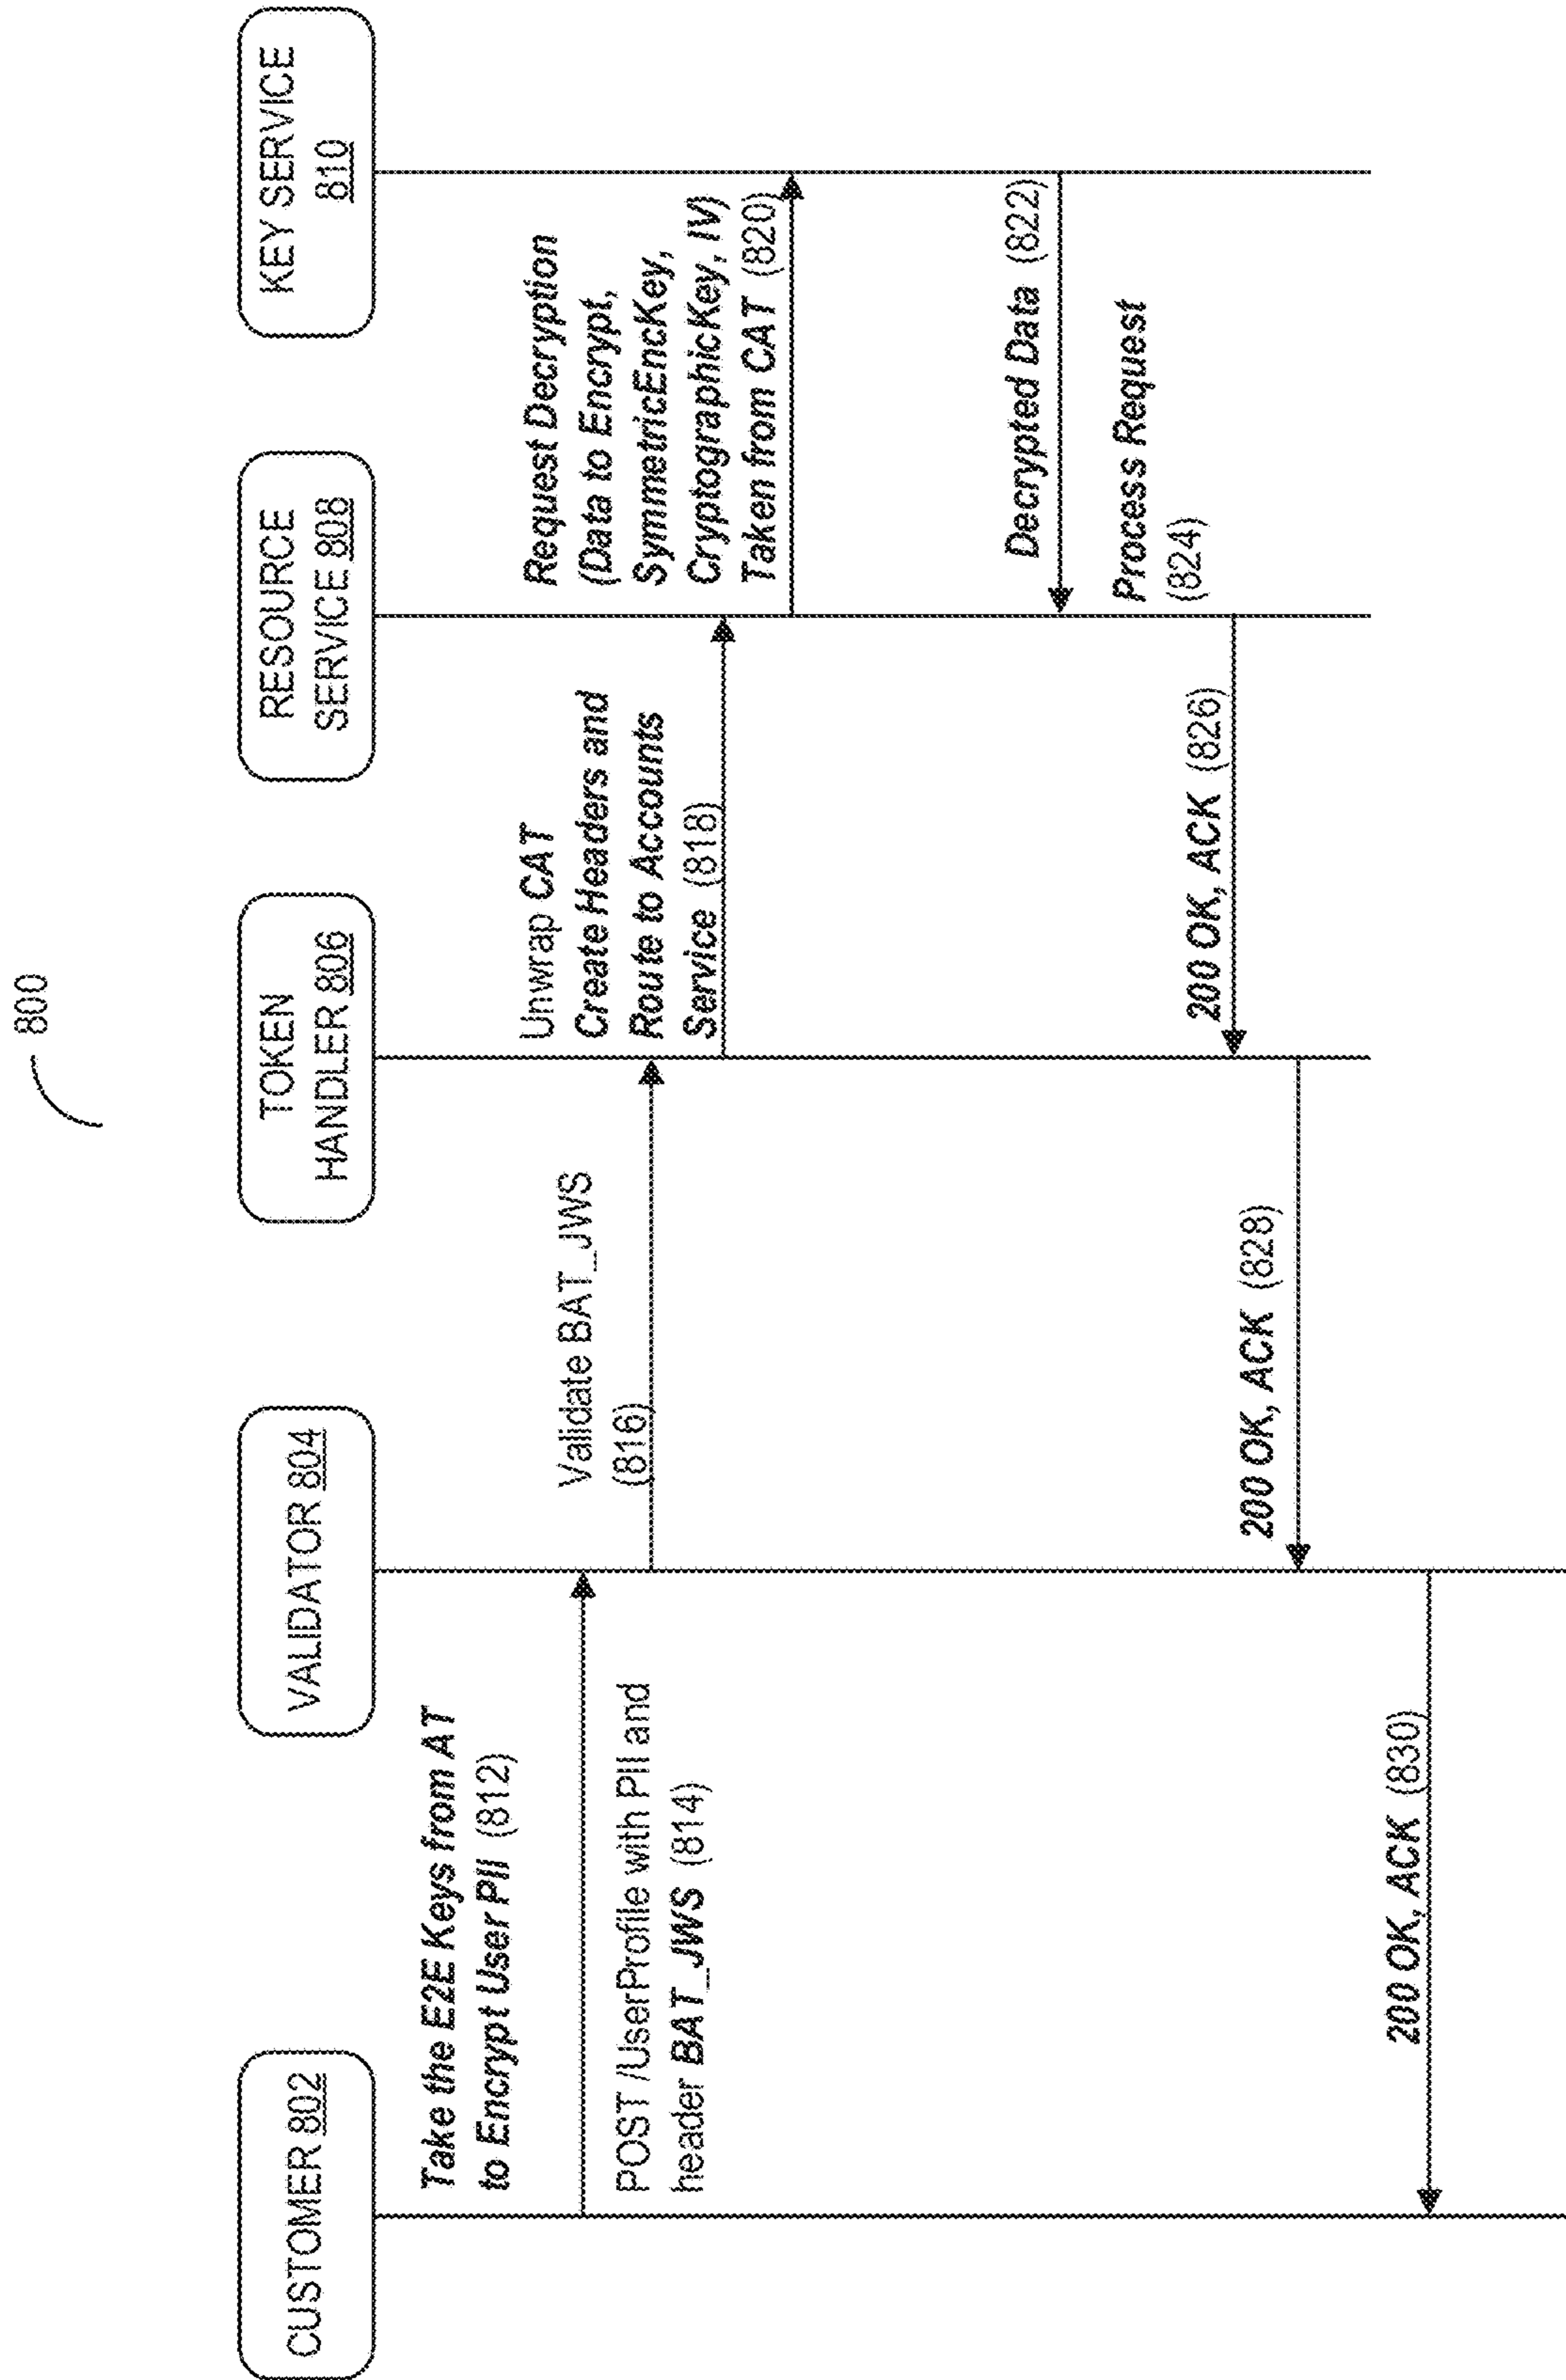 800
CUSTOMER 802
VALIDATOR 804
TOKEN
HANDLER 806
RESOURCE
SERVICE 808
KEY SERVICE
810
Take the E2E Keys from AT
to Encrypt User PII (812)
POST /UserProfile with PII and
header BAT_JWS (814)
Validate BAT_JWS
(816)
Unwrap CAT
Create Headers and
Route to Accounts
Service (818)
Request Decryption
(Data to Encrypt,
SymmetricEncKey,
CryptographicKey, IV)
Taken from CAT (820)
Decrypted Data (822)
Process Request
(824)
200 OK, ACK (826)
200 OK, ACK (828)
200 OK, ACK (830)